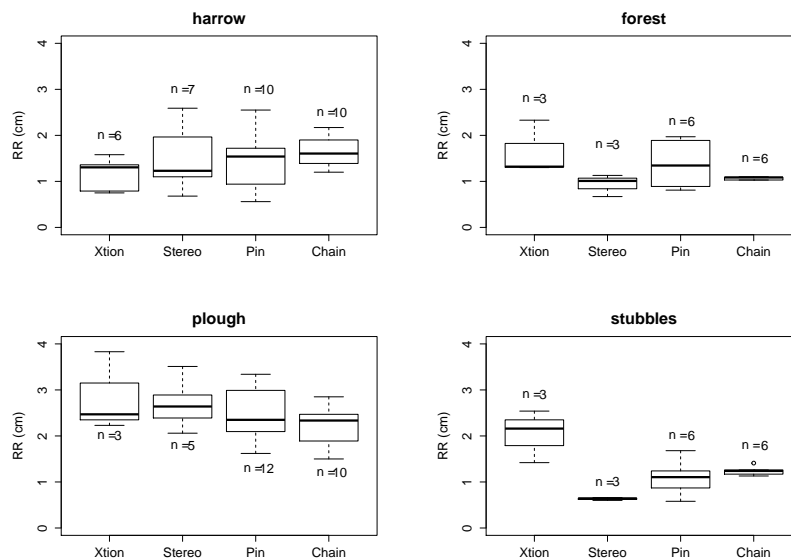 harrow
RR (cm)
4
3
2
1
0
n =6
n =7
n =10
n =10
Xtion Stereo Pin Chain
forest
RR (cm)
4
3
2
1
0
n =3
n =3
n =6
n =6
Xtion Stereo Pin Chain
plough
RR (cm)
4
3
2
1
0
n =3
n =5
n =12
n =10
Xtion Stereo Pin Chain
stubbles
RR (cm)
4
3
2
1
0
n =3
n =3
n =6
n =6
Xtion Stereo Pin Chain